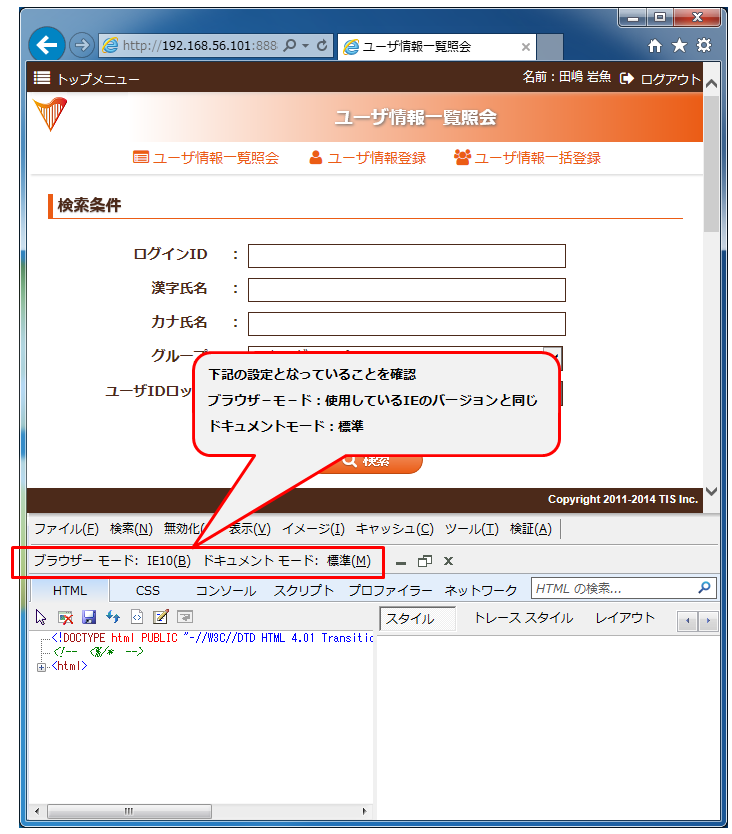 http://192.168.56.101:888
ユーザ情報一覧照会
トップメニュー
名前：田嶋 岩魚
ログアウト
ユーザ情報一覧照会
ユーザ情報一覧照会
ユーザ情報登録
ユーザ情報一括登録
検索条件
ログインID ：
漢字氏名 ：
カナ氏名 ：
グループ
ユーザIDロッ
下記の設定となっていることを確認
ブラウザーモード：使用しているIEのバージョンと同じ
ドキュメントモード：標準
検索
Copyright 2011-2014 TIS Inc.
ファイル(F) 検索(N) 無効化( 表示(V) イメージ(I) キャッシュ(C) ツール(T) 検証(A)
ブラウザー モード: IE10(B) ドキュメント モード: 標準(M)
HTML CSS コンソール スクリプト プロファイラー ネットワーク HTML の検索...
スタイル トレース スタイル レイアウト
<!DOCTYPE html PUBLIC "-//W3C//DTD HTML 4.01 Transitic
<!-- <%/* -->
<html>